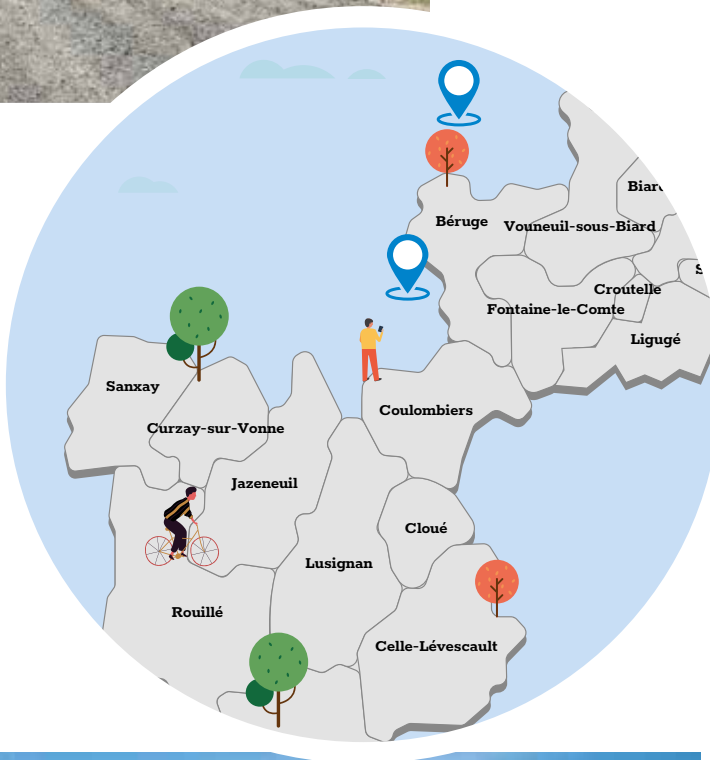 Béruge
Vouneuil-sous-Biard
Croutelle
Fontaine-le-Comte
Ligugé
Sanxay
Coulombiers
Curzay-sur-Vonne
Jazeneuil
Cloué
Lusignan
Rouillé
Celle-Lévescault